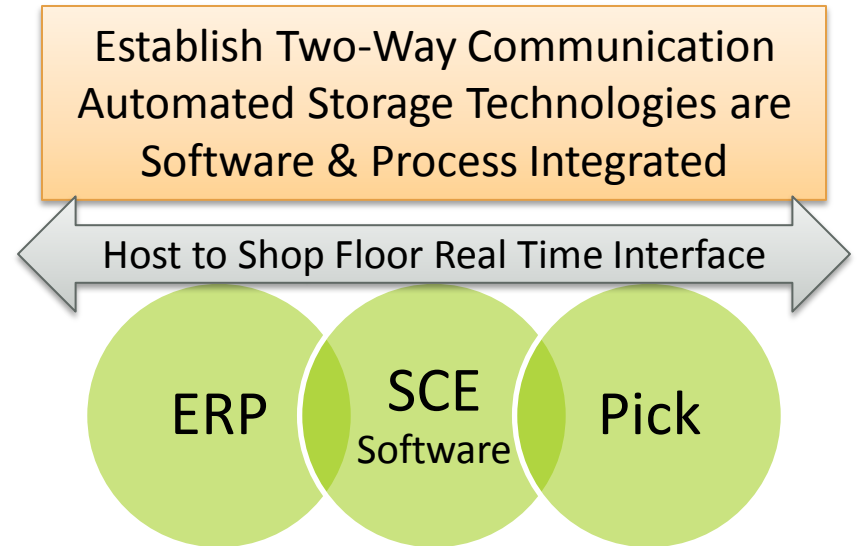 Establish Two-Way Communication
Automated Storage Technologies are
Software & Process Integrated
Host to Shop Floor Real Time Interface
ERP
SCE
Software
Pick